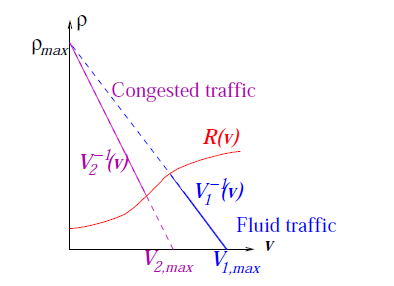 ρ
ρmax
Congested traffic
R(v)
V₂⁻¹(v)
V₁⁻¹(v)
Fluid traffic
v
V2,max
V1,max